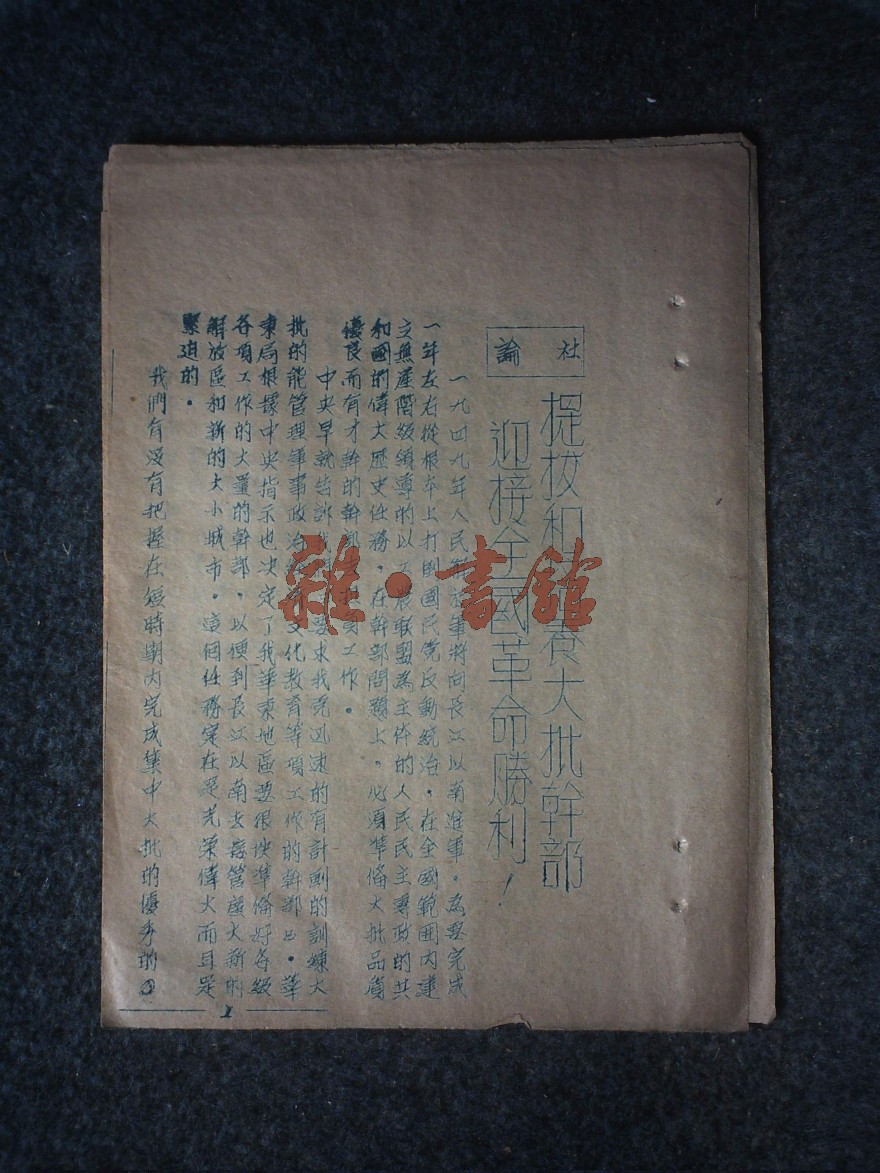 社論
提拔和養大批幹部
迎接全國革命勝利！
一九四九年人民解放軍將向長江以南進軍。為要完成
一年左右從根本上打倒國民党反動統治，在全國範圍內建
立無產階級領導的以工農联盟為主体的人民民主專政的共
和國的偉大歷史任務，在幹部問題上，必須準備大批品質
優良而有才幹的幹部去担負工作。
中央早就告訴要求我党迅速的有計劃的訓練大
批的能管理軍事政治文化教育等項工作的幹部。華
東局根據中央指示也决定了我華東地區要很快準備好各級
各項工作的大量的幹部，以便到長江以南去接管廣大新的
解放區和新的大小城市。這個任務實在是光榮偉大而且是
緊迫的。
我們有沒有把握在短時期內完成集中大批的優秀的
1
雜·書館